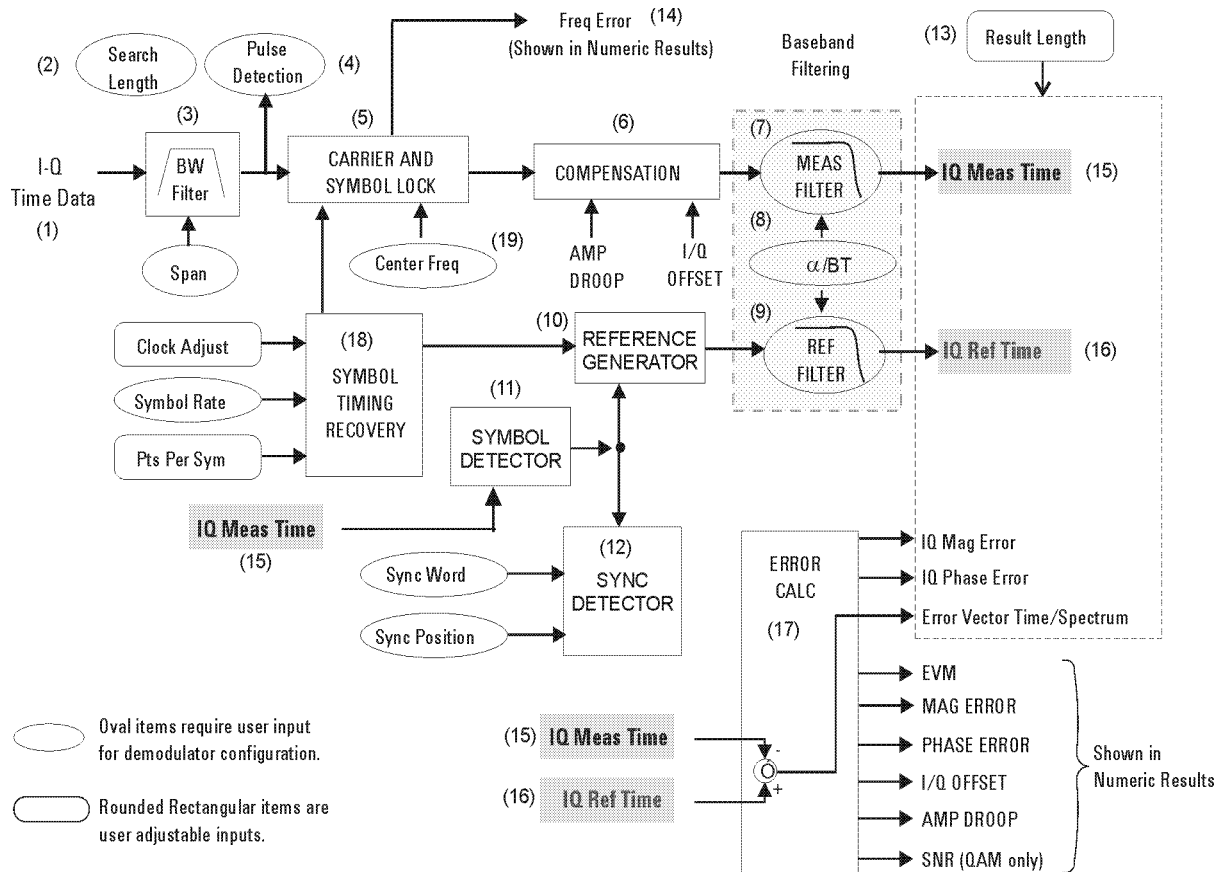 Freq Error (14)
(Shown in Numeric Results)
Baseband
Filtering
(13) Result Length
(2) Search
Length
Pulse
Detection
(4)
(3)
(5)
(6)
(7)
I-Q
Time Data
(1)
BW
Filter
CARRIER AND
SYMBOL LOCK
COMPENSATION
MEAS
FILTER
IQ Meas Time (15)
(8)
Span
Center Freq
(19)
AMP
DROOP
I/Q
OFFSET
α/BT
(9)
Clock Adjust
Symbol Rate
Pts Per Sym
(18)
SYMBOL
TIMING
RECOVERY
(10)
REFERENCE
GENERATOR
REF
FILTER
IQ Ref Time (16)
(11)
SYMBOL
DETECTOR
IQ Meas Time
(15)
Sync Word
Sync Position
(12)
SYNC
DETECTOR
ERROR
CALC
(17)
IQ Mag Error
IQ Phase Error
Error Vector Time/Spectrum
EVM
MAG ERROR
PHASE ERROR
I/Q OFFSET
AMP DROOP
SNR (QAM only)
Shown in
Numeric Results
(15) IQ Meas Time
-
Ó
+
(16) IQ Ref Time
Oval items require user input
for demodulator configuration.
Rounded Rectangular items are
user adjustable inputs.